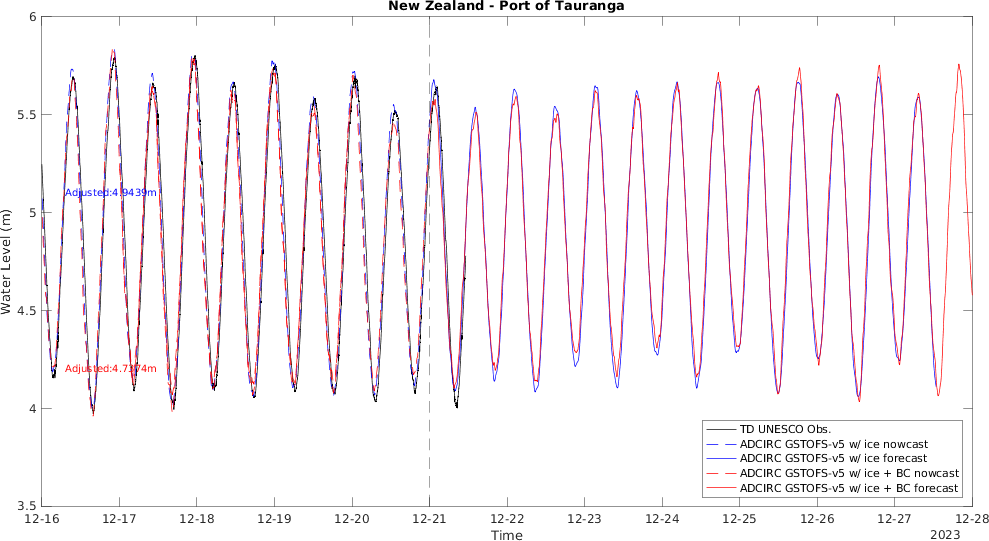 New Zealand - Port of Tauranga
6
5.5
5
4.5
4
3.5
Water Level (m)
Adjusted:4.9439m
Adjusted:4.7374m
TD UNESCO Obs.
ADCIRC GSTOFS-v5 w/ ice nowcast
ADCIRC GSTOFS-v5 w/ ice forecast
ADCIRC GSTOFS-v5 w/ ice + BC nowcast
ADCIRC GSTOFS-v5 w/ ice + BC forecast
12-16 12-17 12-18 12-19 12-20 12-21 12-22 12-23 12-24 12-25 12-26 12-27 12-28
Time
2023